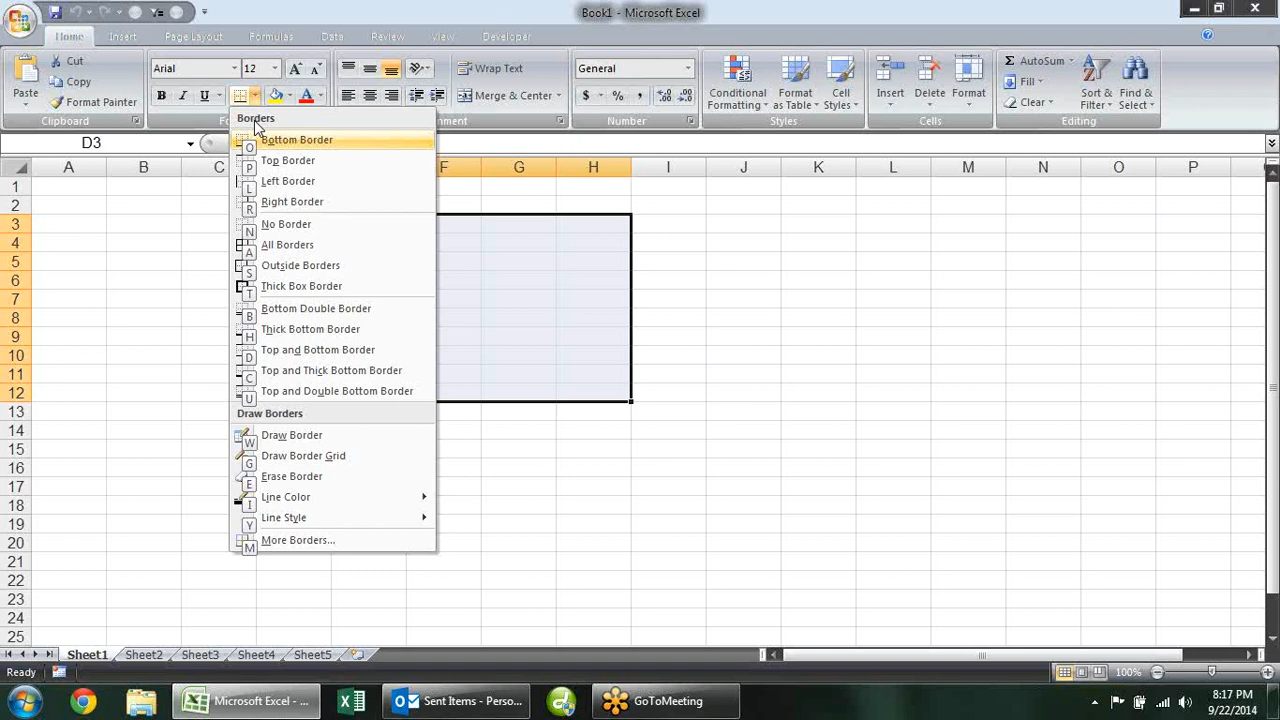 Book1 - Microsoft Excel
Home Insert Page Layout Formulas Data Review View Developer
Cut
Copy
Format Painter
Paste
Clipboard
Arial 12
B I U
Wrap Text
Merge & Center
General
$ % ,
Number
Conditional Formatting
Format as Table
Cell Styles
Styles
Insert Delete Format
Cells
AutoSum
Fill
Clear
Sort & Filter
Find & Select
Editing
D3
Borders
O Bottom Border
P Top Border
L Left Border
R Right Border
N No Border
A All Borders
S Outside Borders
T Thick Box Border
B Bottom Double Border
H Thick Bottom Border
D Top and Bottom Border
C Top and Thick Bottom Border
U Top and Double Bottom Border
Draw Borders
W Draw Border
G Draw Border Grid
E Erase Border
I Line Color
Y Line Style
M More Borders...
A B C F G H I J K L M N O P
1
2
3
4
5
6
7
8
9
10
11
12
13
14
15
16
17
18
19
20
21
22
23
24
25
Sheet1 Sheet2 Sheet3 Sheet4 Sheet5
Ready
100%
Microsoft Excel - ...
Sent Items - Perso...
GoToMeeting
8:17 PM
9/22/2014